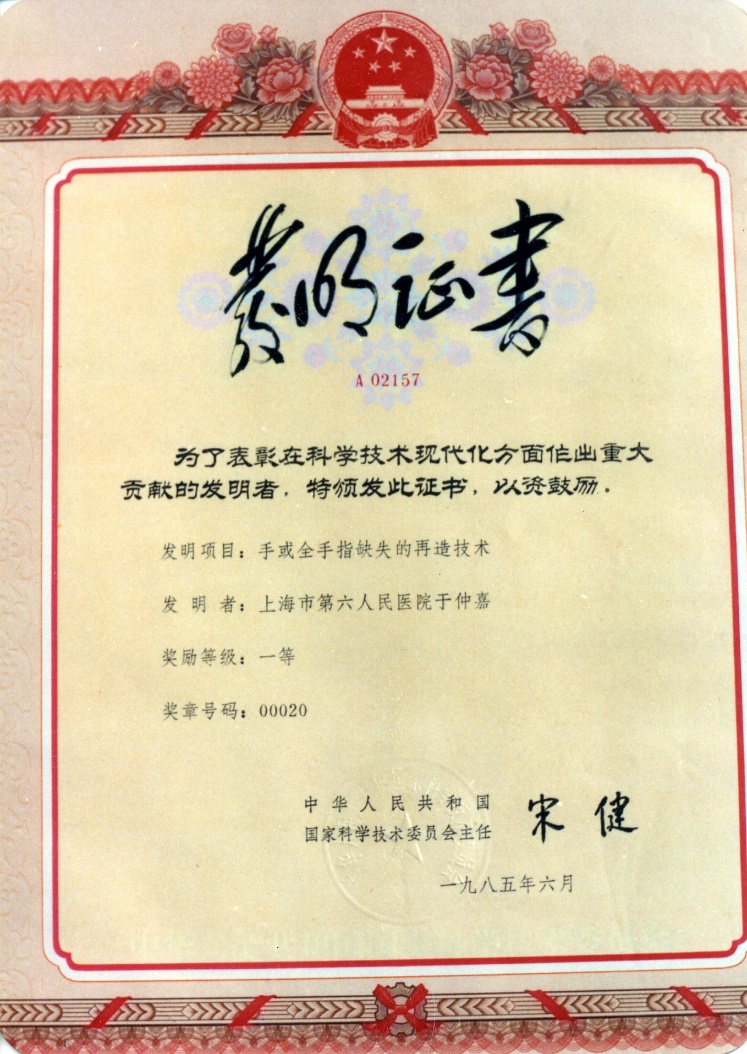 發明证书
A 02157
为了表彰在科学技术现代化方面作出重大
贡献的发明者，特颁发此证书，以资鼓励。
发明项目：手或全手指缺失的再造技术
发 明 者：上海市第六人民医院于仲嘉
奖励等级：一等
奖章号码：00020
中华人民共和国
国家科学技术委员会主任 宋健
一九八五年六月